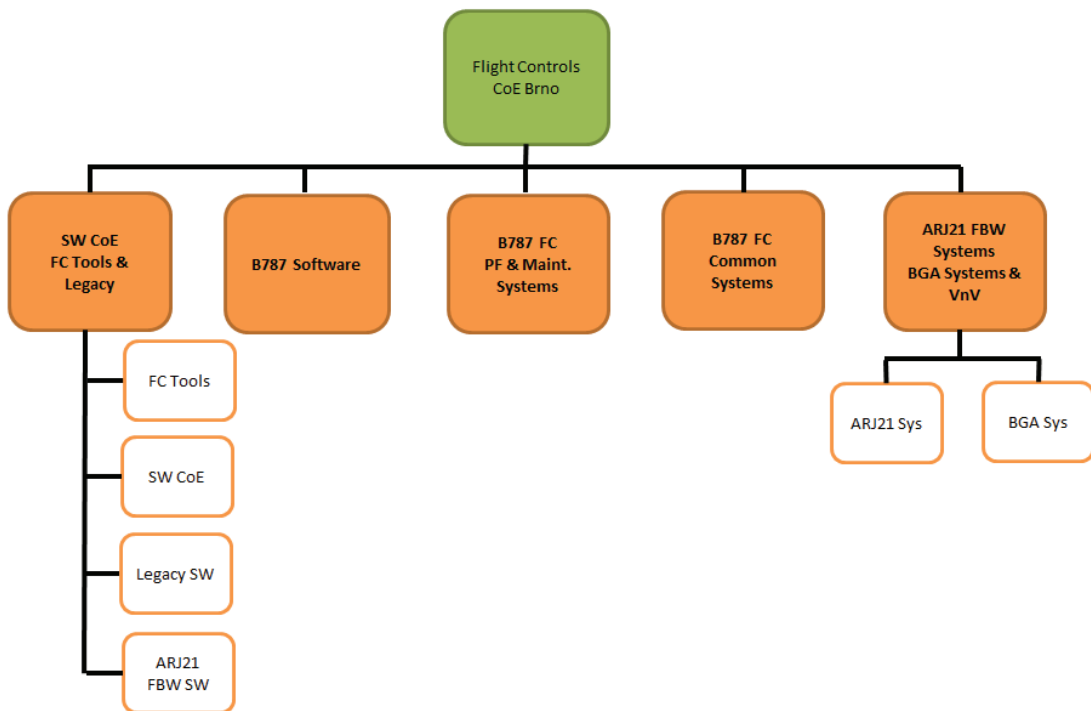 Flight Controls
CoE Brno
SW CoE
FC Tools &
Legacy
B787 Software
B787 FC
PF & Maint.
Systems
B787 FC
Common
Systems
ARJ21 FBW
Systems
BGA Systems &
VnV
FC Tools
SW CoE
Legacy SW
ARJ21
FBW SW
ARJ21 Sys
BGA Sys